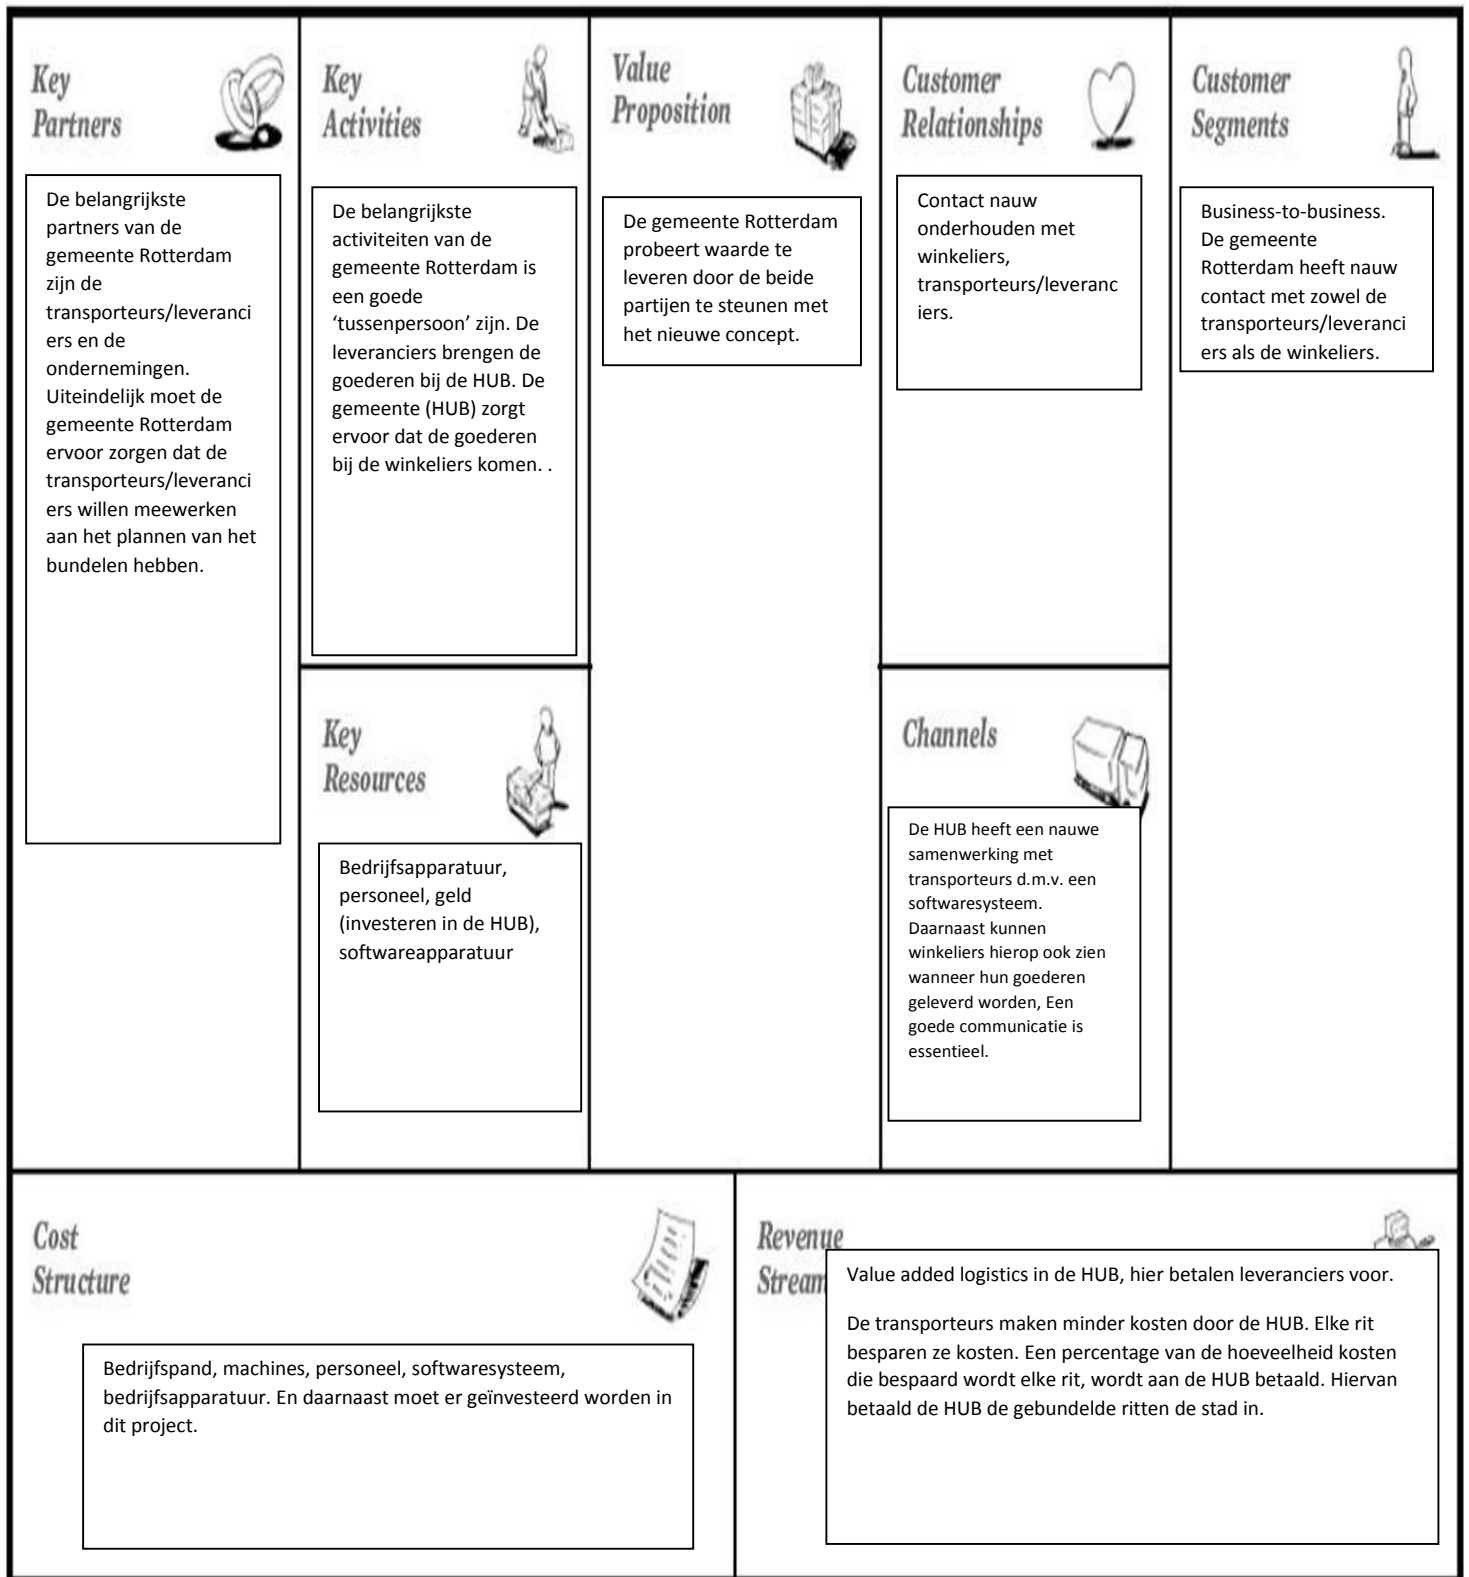 Key
Partners
De belangrijkste
partners van de
gemeente Rotterdam
zijn de
transporteurs/leveranci
ers en de
ondernemingen.
Uiteindelijk moet de
gemeente Rotterdam
ervoor zorgen dat de
transporteurs/leveranci
ers willen meewerken
aan het plannen van het
bundelen hebben.
Key
Activities
De belangrijkste
activiteiten van de
gemeente Rotterdam is
een goede
‘tussenpersoon’ zijn. De
leveranciers brengen de
goederen bij de HUB. De
gemeente (HUB) zorgt
ervoor dat de goederen
bij de winkeliers komen. .
Key
Resources
Bedrijfsapparatuur,
personeel, geld
(investeren in de HUB),
softwareapparatuur
Value
Proposition
De gemeente Rotterdam
probeert waarde te
leveren door de beide
partijen te steunen met
het nieuwe concept.
Customer
Relationships
Contact nauw
onderhouden met
winkeliers,
transporteurs/leveranc
iers.
Channels
De HUB heeft een nauwe
samenwerking met
transporteurs d.m.v. een
softwaresysteem.
Daarnaast kunnen
winkeliers hierop ook zien
wanneer hun goederen
geleverd worden, Een
goede communicatie is
essentieel.
Customer
Segments
Business-to-business.
De gemeente
Rotterdam heeft nauw
contact met zowel de
transporteurs/leveranci
ers als de winkeliers.
Cost
Structure
Bedrijfspand, machines, personeel, softwaresysteem,
bedrijfsapparatuur. En daarnaast moet er geïnvesteerd worden in
dit project.
Revenue
Stream
Value added logistics in de HUB, hier betalen leveranciers voor.
De transporteurs maken minder kosten door de HUB. Elke rit
besparen ze kosten. Een percentage van de hoeveelheid kosten
die bespaard wordt elke rit, wordt aan de HUB betaald. Hiervan
betaald de HUB de gebundelde ritten de stad in.